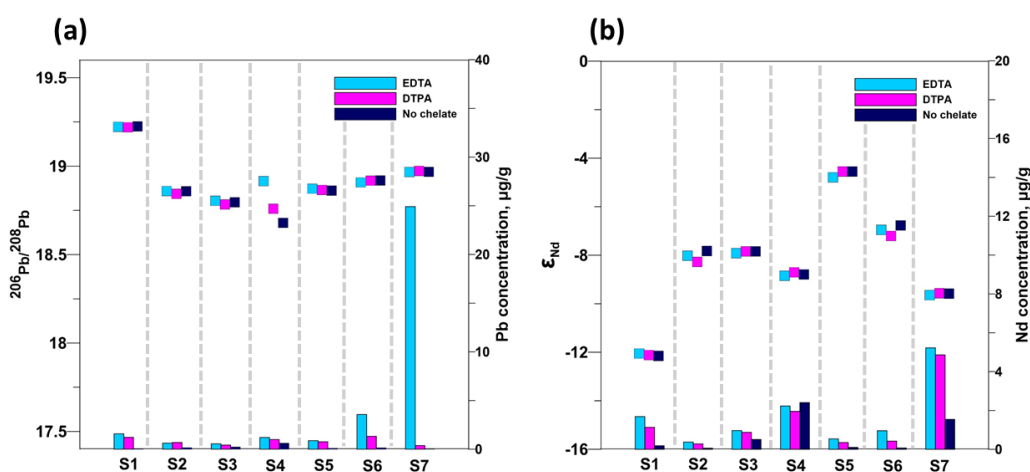 (a)
19.5
19
18.5
18
17.5
²⁰⁶Pb/²⁰⁸Pb
40
30
20
10
0
Pb concentration, µg/g
EDTA
DTPA
No chelate
S1 S2 S3 S4 S5 S6 S7
(b)
0
-4
-8
-12
-16
εNd
20
16
12
8
4
0
Nd concentration, µg/g
EDTA
DTPA
No chelate
S1 S2 S3 S4 S5 S6 S7